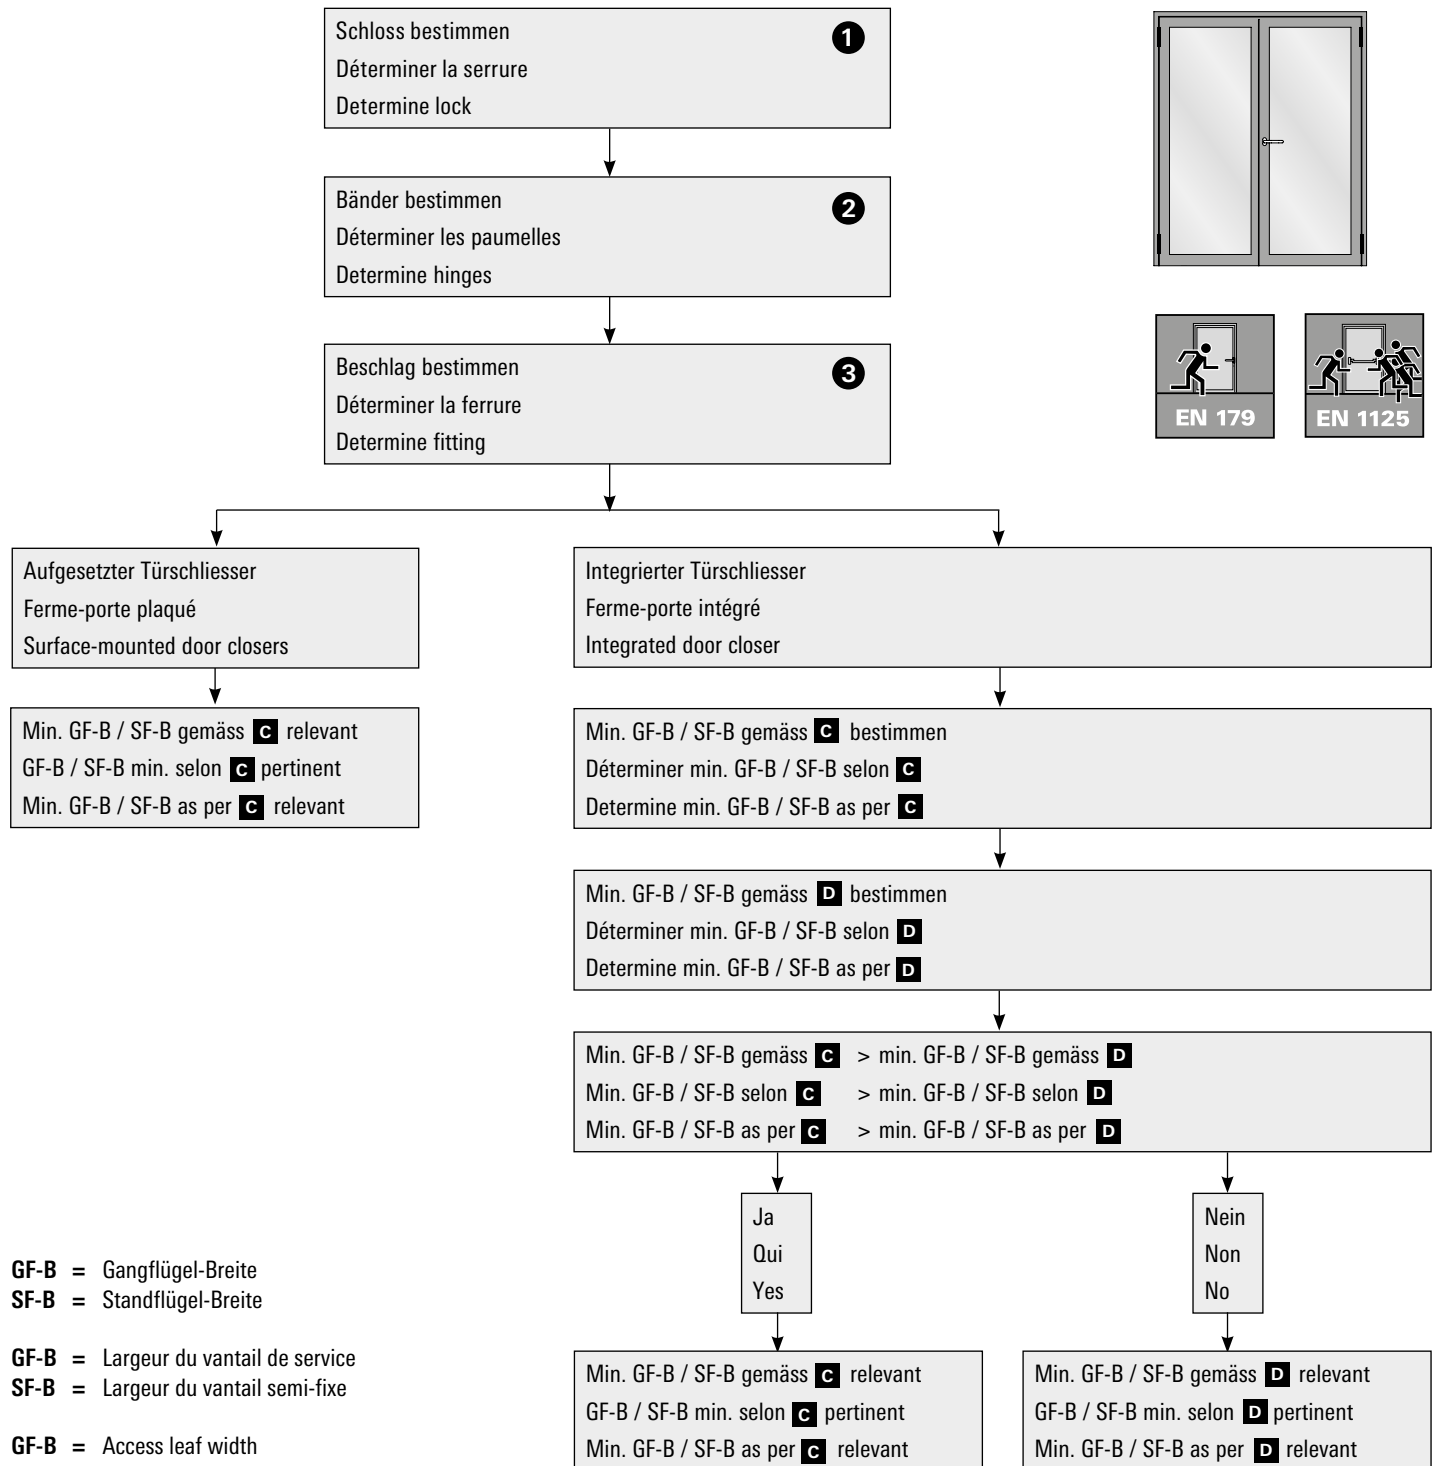 Schloss bestimmen
1
Déterminer la serrure
Determine lock
Bänder bestimmen
2
Déterminer les paumelles
Determine hinges
Beschlag bestimmen
3
Déterminer la ferrure
Determine fitting
EN 179
EN 1125
Aufgesetzter Türschliesser
Ferme-porte plaqué
Surface-mounted door closers
Integrierter Türschliesser
Ferme-porte intégré
Integrated door closer
Min. GF-B / SF-B gemäss C relevant
GF-B / SF-B min. selon C pertinent
Min. GF-B / SF-B as per C relevant
Min. GF-B / SF-B gemäss C bestimmen
Déterminer min. GF-B / SF-B selon C
Determine min. GF-B / SF-B as per C
Min. GF-B / SF-B gemäss D bestimmen
Déterminer min. GF-B / SF-B selon D
Determine min. GF-B / SF-B as per D
Min. GF-B / SF-B gemäss C > min. GF-B / SF-B gemäss D
Min. GF-B / SF-B selon C > min. GF-B / SF-B selon D
Min. GF-B / SF-B as per C > min. GF-B / SF-B as per D
Ja
Qui
Yes
Nein
Non
No
Min. GF-B / SF-B gemäss C relevant
GF-B / SF-B min. selon C pertinent
Min. GF-B / SF-B as per C relevant
Min. GF-B / SF-B gemäss D relevant
GF-B / SF-B min. selon D pertinent
Min. GF-B / SF-B as per D relevant
GF-B = Gangflügel-Breite
SF-B = Standflügel-Breite
GF-B = Largeur du vantail de service
SF-B = Largeur du vantail semi-fixe
GF-B = Access leaf width